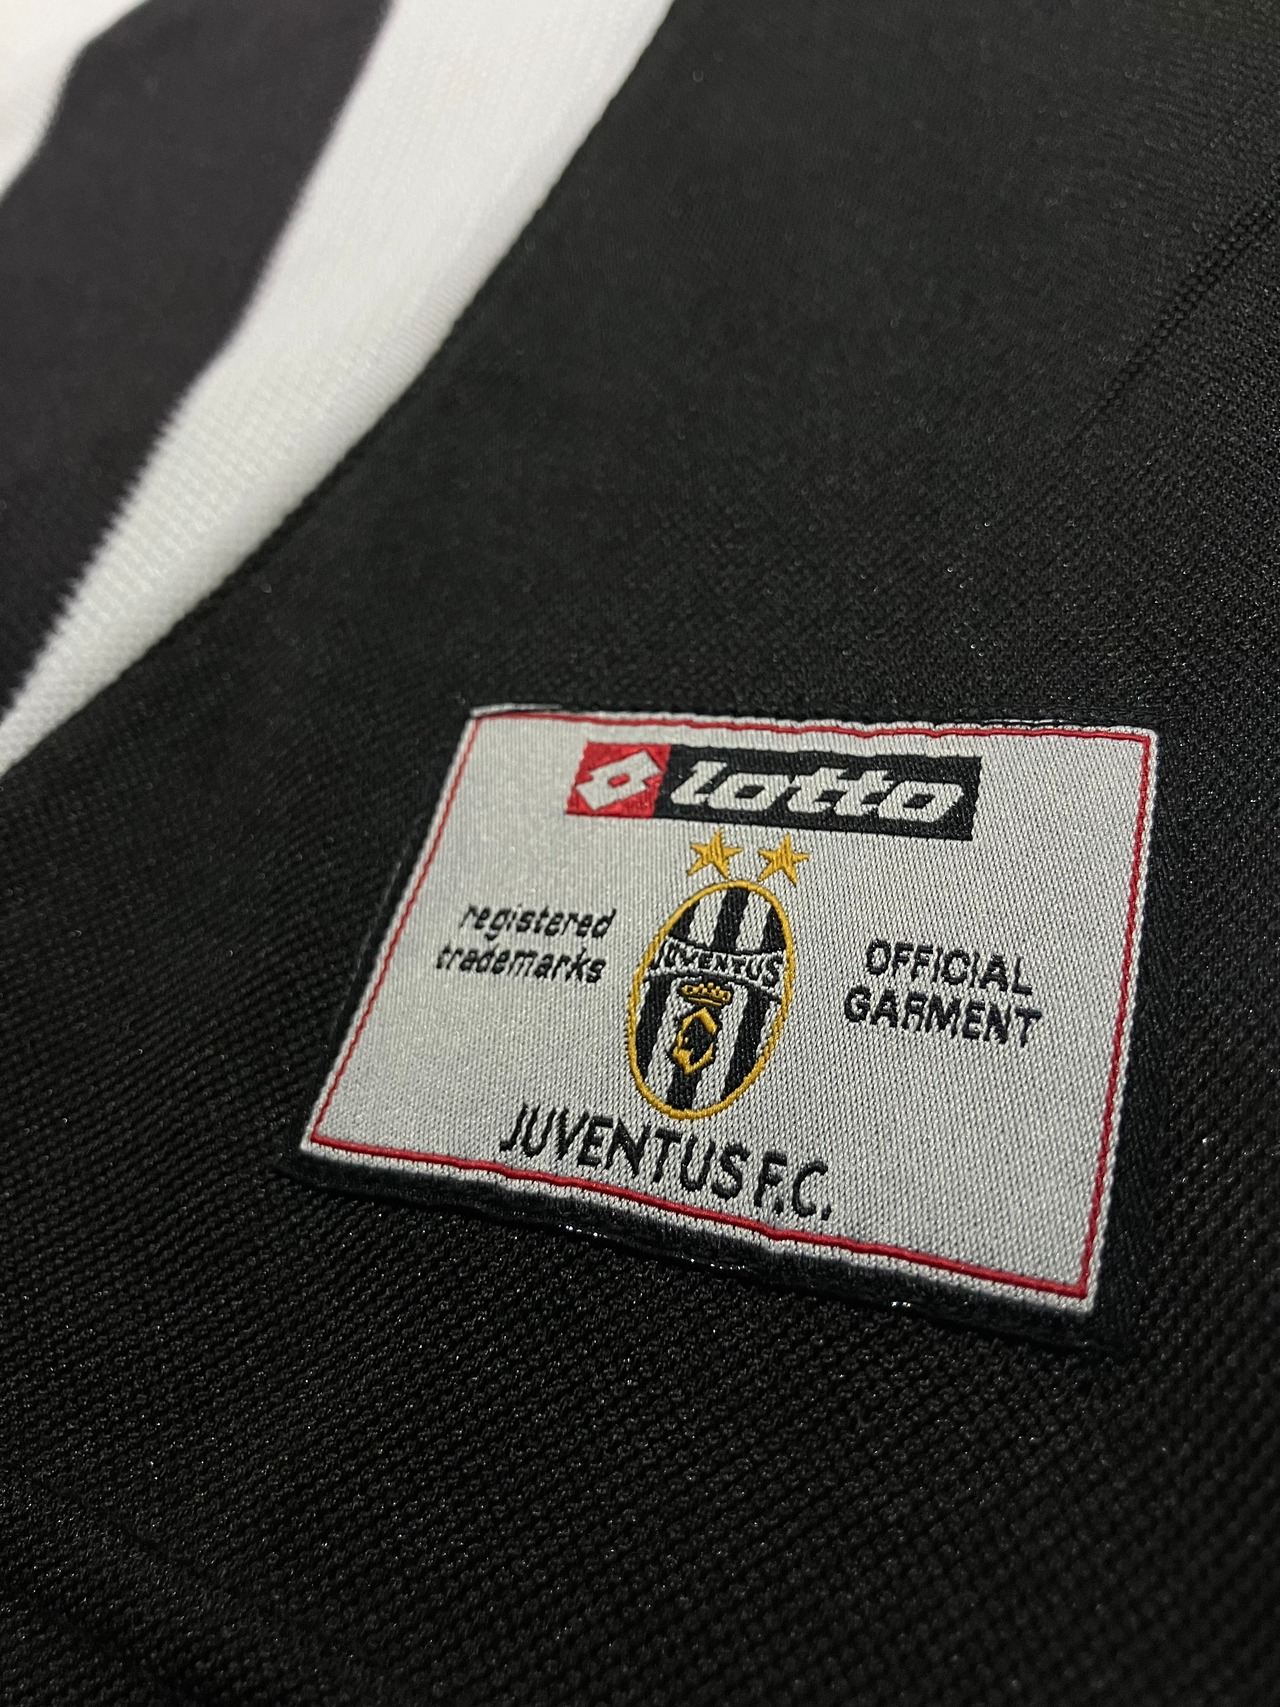 lotto
registered
trademarks
JUVENTUS
OFFICIAL
GARMENT
JUVENTUS F.C.